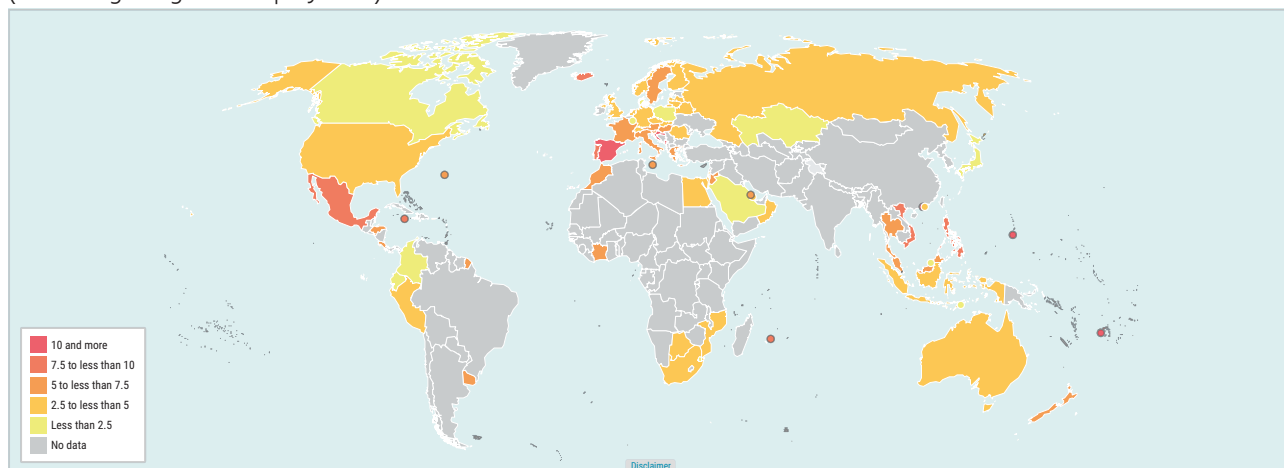 10 and more
7.5 to less than 10
5 to less than 7.5
2.5 to less than 5
Less than 2.5
No data
Disclaimer